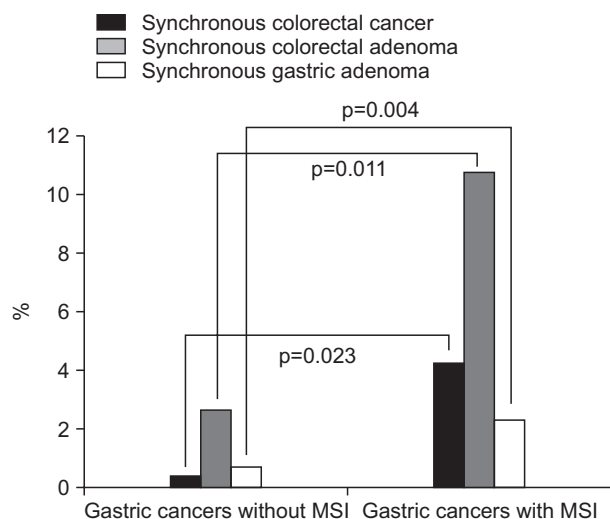 Synchronous colorectal cancer
Synchronous colorectal adenoma
Synchronous gastric adenoma
p=0.004
12
p=0.011
10
8
6
%
p=0.023
4
2
0
Gastric cancers without MSI Gastric cancers with MSI